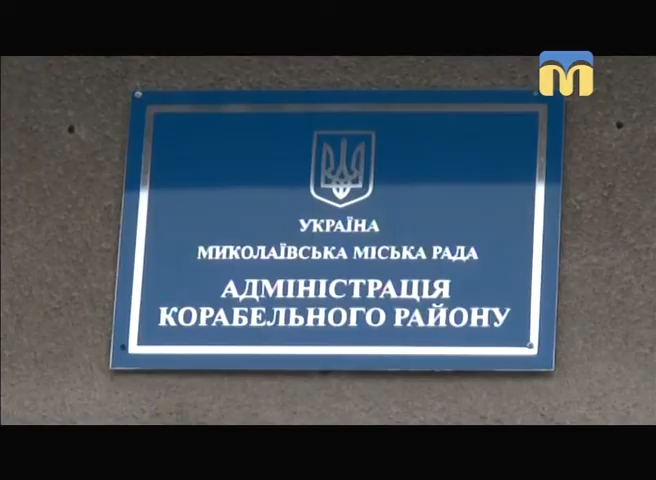 УКРАЇНА
МИКОЛАЇВСЬКА МІСЬКА РАДА
АДМІНІСТРАЦІЯ
КОРАБЕЛЬНОГО РАЙОНУ